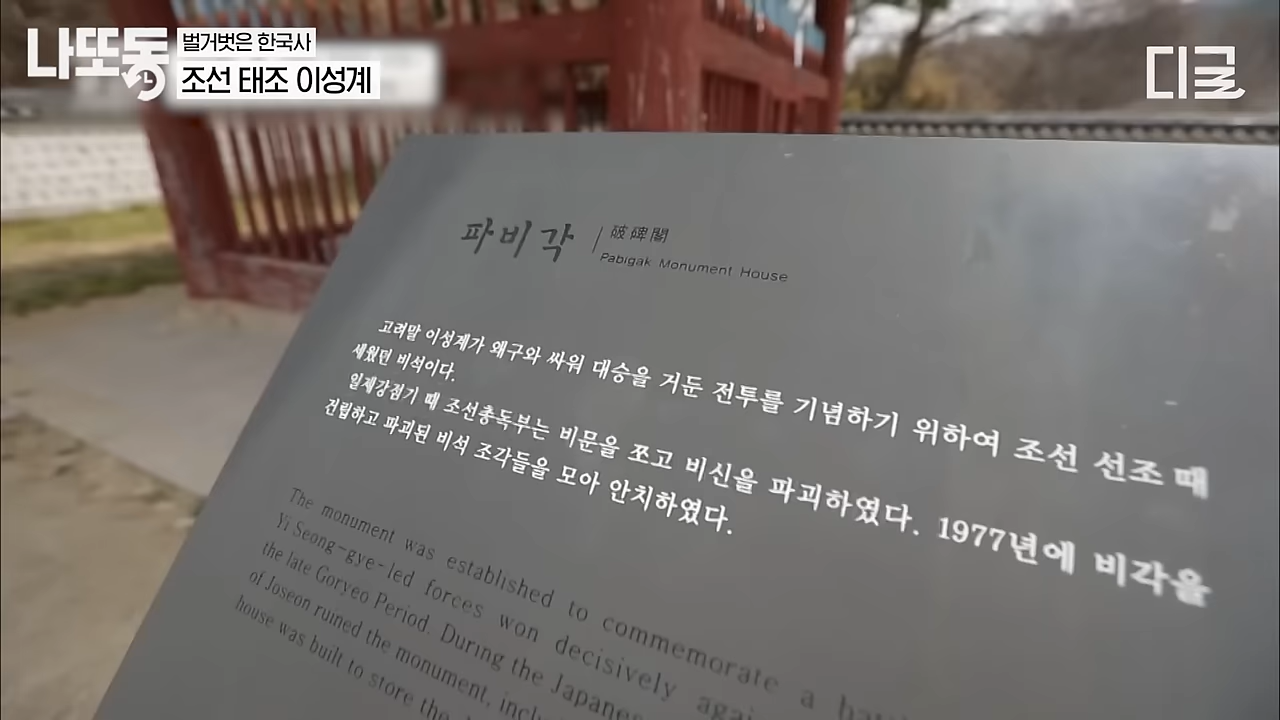 나또동
벌거벗은 한국사
조선 태조 이성계
디글
파비각
破碑閣
Pabigak Monument House
고려말 이성계가 왜구와 싸워 대승을 거둔 전투를 기념하기 위하여 조선 선조 때
세웠던 비석이다.
일제강점기 때 조선총독부는 비문을 쪼고 비신을 파괴하였다. 1977년에 비각을
건립하고 파괴된 비석 조각들을 모아 안치하였다.
The monument was established to commemorate a
Yi Seong-gye-led forces won decisively
the late Goryeo Period. During the Japanes
of Joseon ruined the monument, inclu
house was built to store the